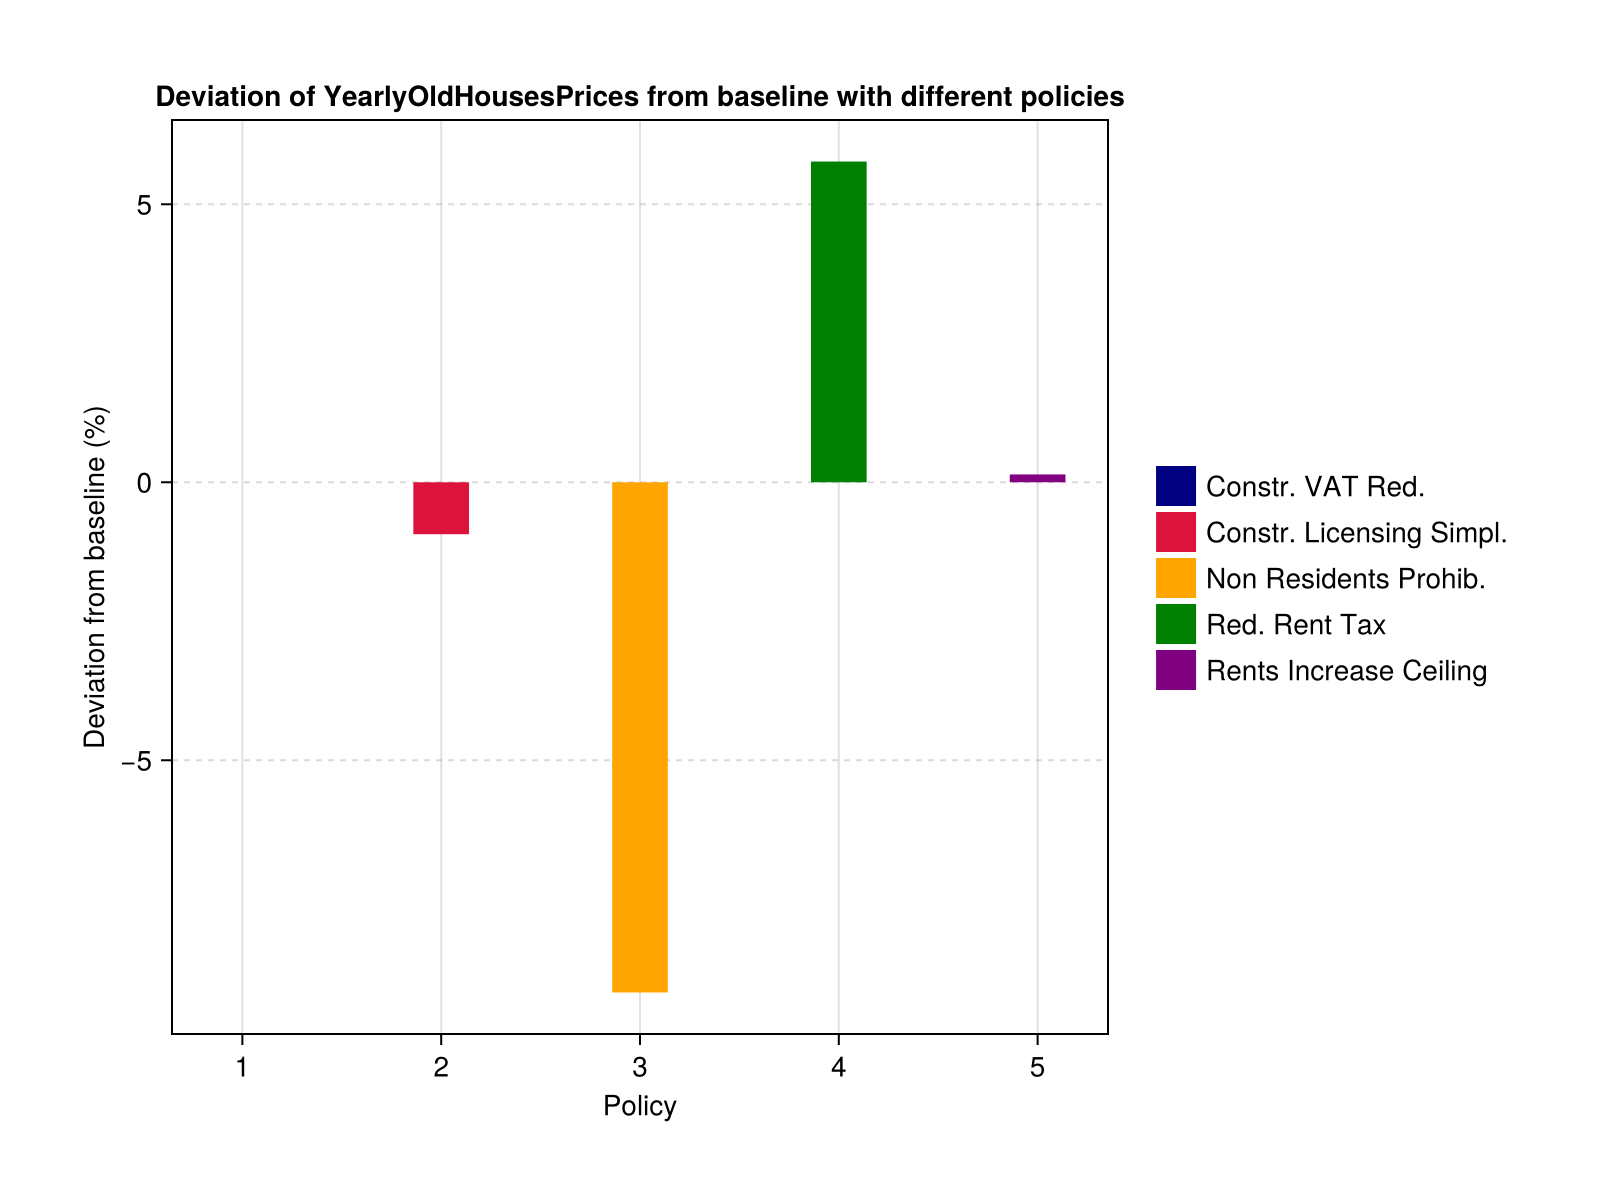 Deviation of YearlyOldHousesPrices from baseline with different policies
Deviation from baseline (%)
5
0
−5
1 2 3 4 5
Policy
Constr. VAT Red.
Constr. Licensing Simpl.
Non Residents Prohib.
Red. Rent Tax
Rents Increase Ceiling